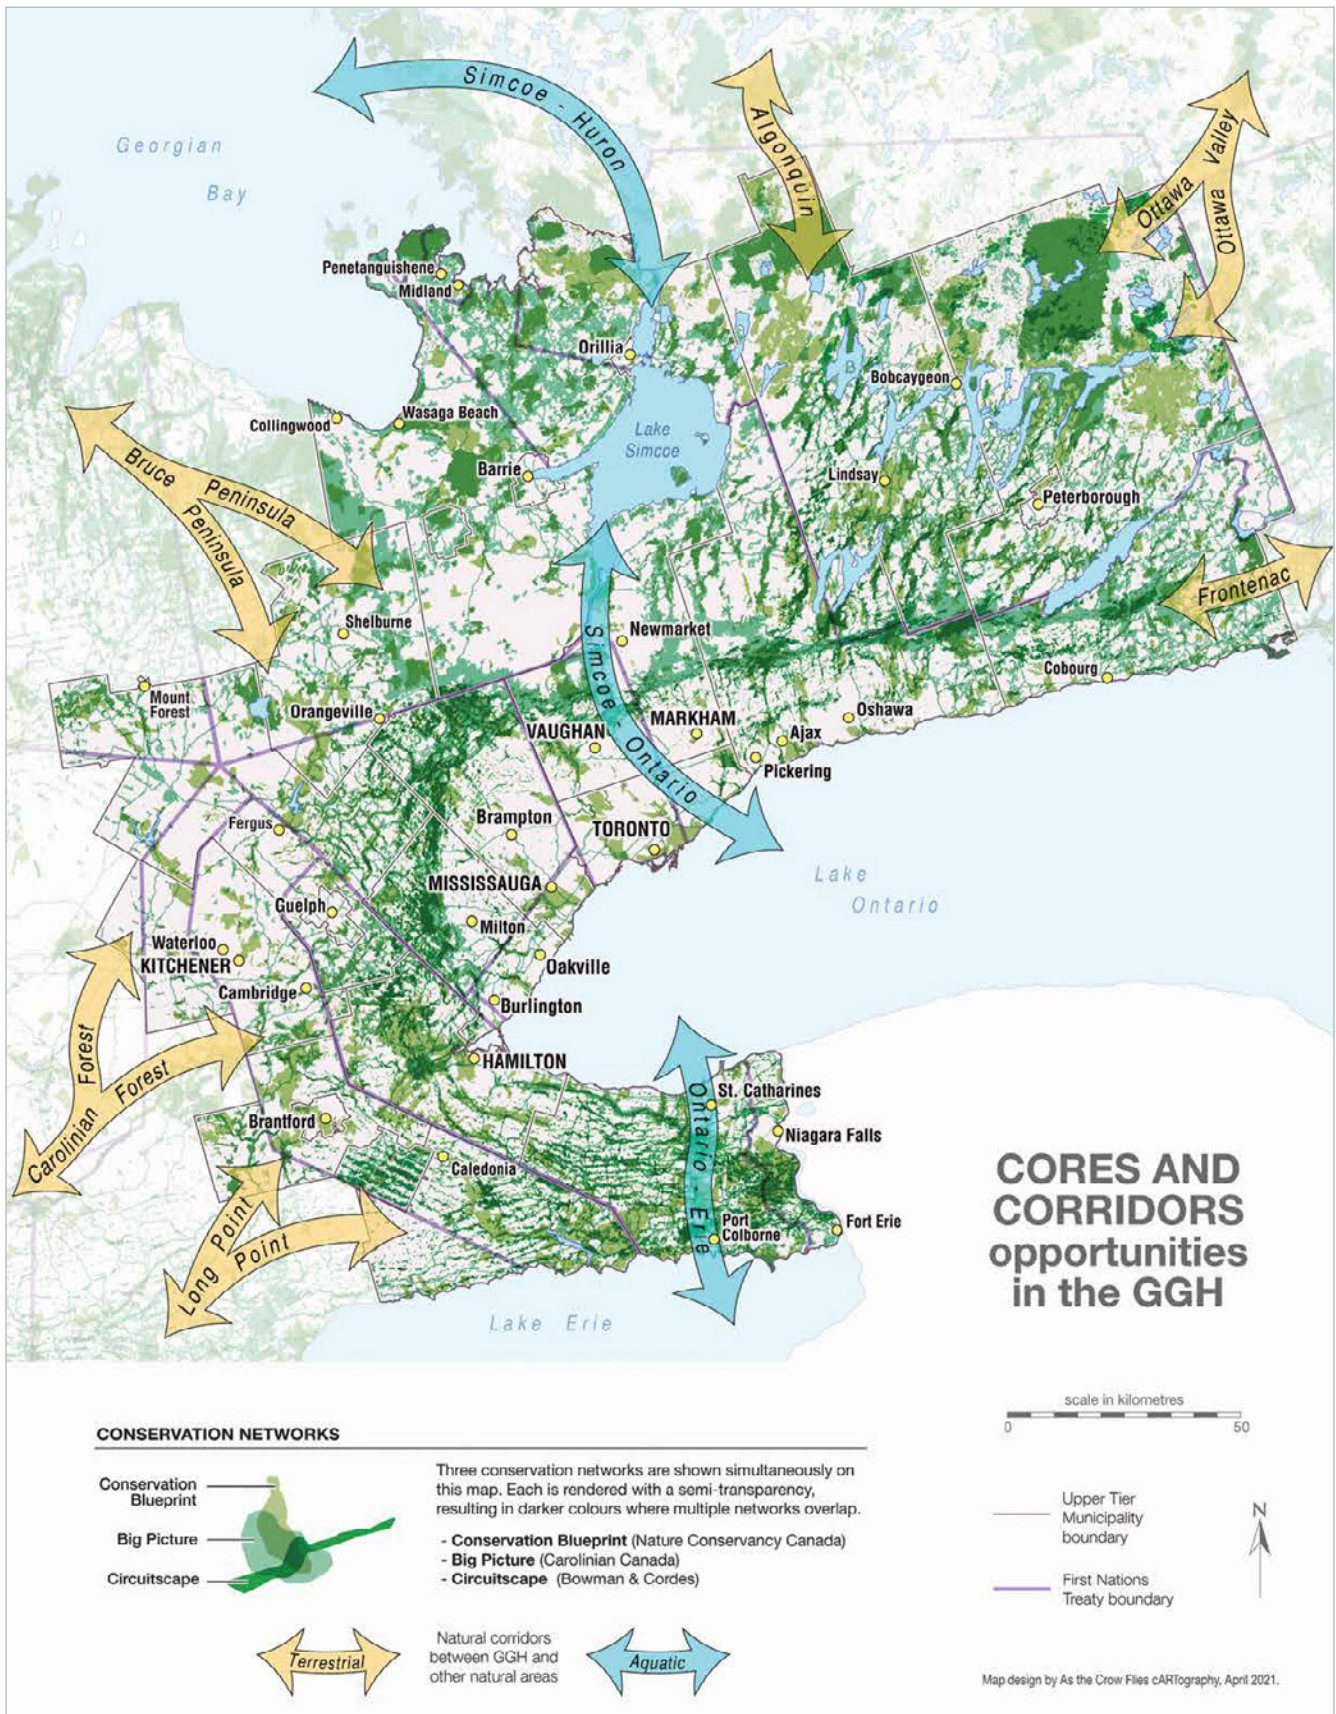 Simcoe - Huron
Algonquin
Ottawa Valley
Ottawa
Georgian
Bay
Penetanguishene
Midland
Orillia
Bobcaygeon
Collingwood
Wasaga Beach
Lake
Simcoe
Barrie
Lindsay
Peterborough
Bruce Peninsula
Peninsula
Frontenac
Shelburne
Newmarket
Simcoe - Ontario
Cobourg
Mount
Forest
Orangeville
VAUGHAN
MARKHAM
Oshawa
Ajax
Pickering
Fergus
Brampton
TORONTO
MISSISSAUGA
Lake
Ontario
Guelph
Milton
Waterloo
KITCHENER
Oakville
Cambridge
Burlington
Forest
Carolinian Forest
HAMILTON
Ontario - Erie
St. Catharines
Brantford
Niagara Falls
Caledonia
Long Point
Point
Port
Colborne
Fort Erie
Lake Erie
CORES AND
CORRIDORS
opportunities
in the GGH
scale in kilometres
0 50
CONSERVATION NETWORKS
Conservation
Blueprint
Big Picture
Circuitscape
Three conservation networks are shown simultaneously on
this map. Each is rendered with a semi-transparency,
resulting in darker colours where multiple networks overlap.
- Conservation Blueprint (Nature Conservancy Canada)
- Big Picture (Carolinian Canada)
- Circuitscape (Bowman & Cordes)
Upper Tier
Municipality
boundary
N
First Nations
Treaty boundary
Terrestrial
Natural corridors
between GGH and
other natural areas
Aquatic
Map design by As the Crow Flies cARTography, April 2021.